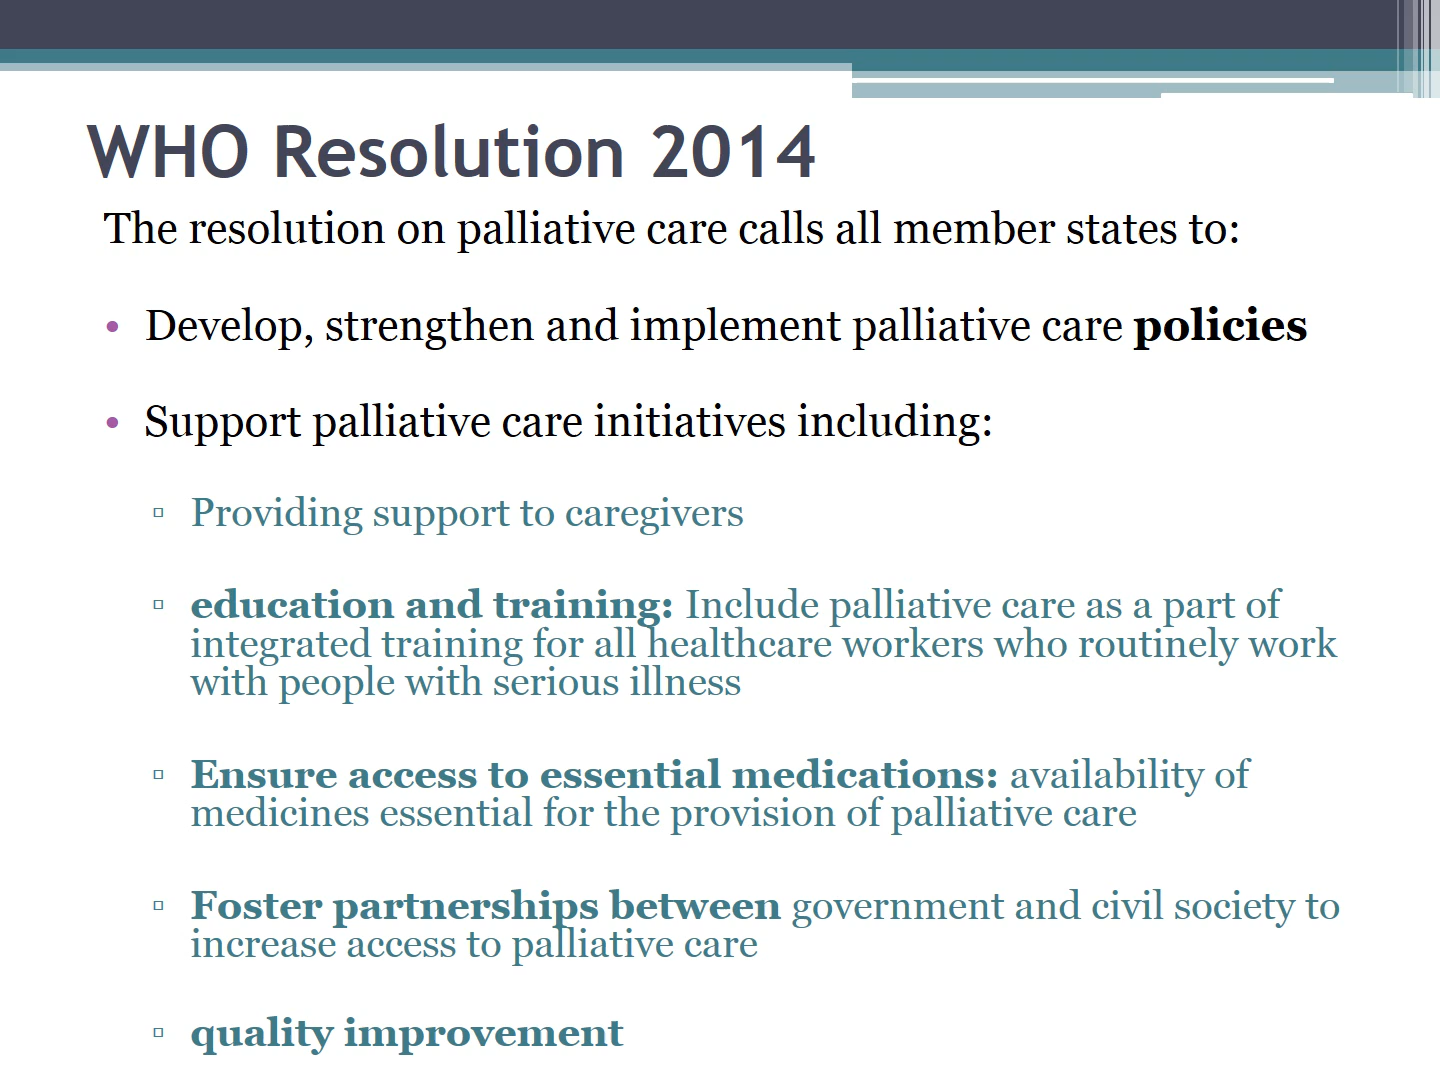 WHO Resolution 2014
The resolution on palliative care calls all member states to:
• Develop, strengthen and implement palliative care policies
• Support palliative care initiatives including:
▫ Providing support to caregivers
▫ education and training: Include palliative care as a part of
integrated training for all healthcare workers who routinely work
with people with serious illness
▫ Ensure access to essential medications: availability of
medicines essential for the provision of palliative care
▫ Foster partnerships between government and civil society to
increase access to palliative care
▫ quality improvement